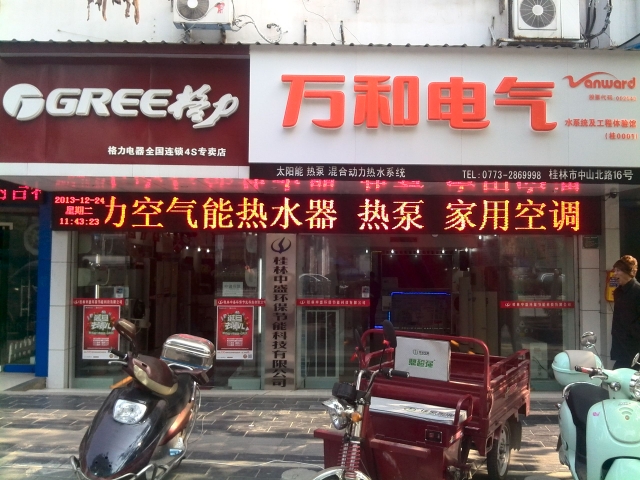 GREE格力
格力电器全国连锁4S专卖店
万和电气
Vanward
水系统及工程体验馆
太阳能 热泵 混合动力热水系统
TEL:0773-2869998 桂林市中山北路16号
2013-12-24
星期二
11:43:23
力空气能热水器 热泵 家用空调
桂林中盛环保节能科技有限公司